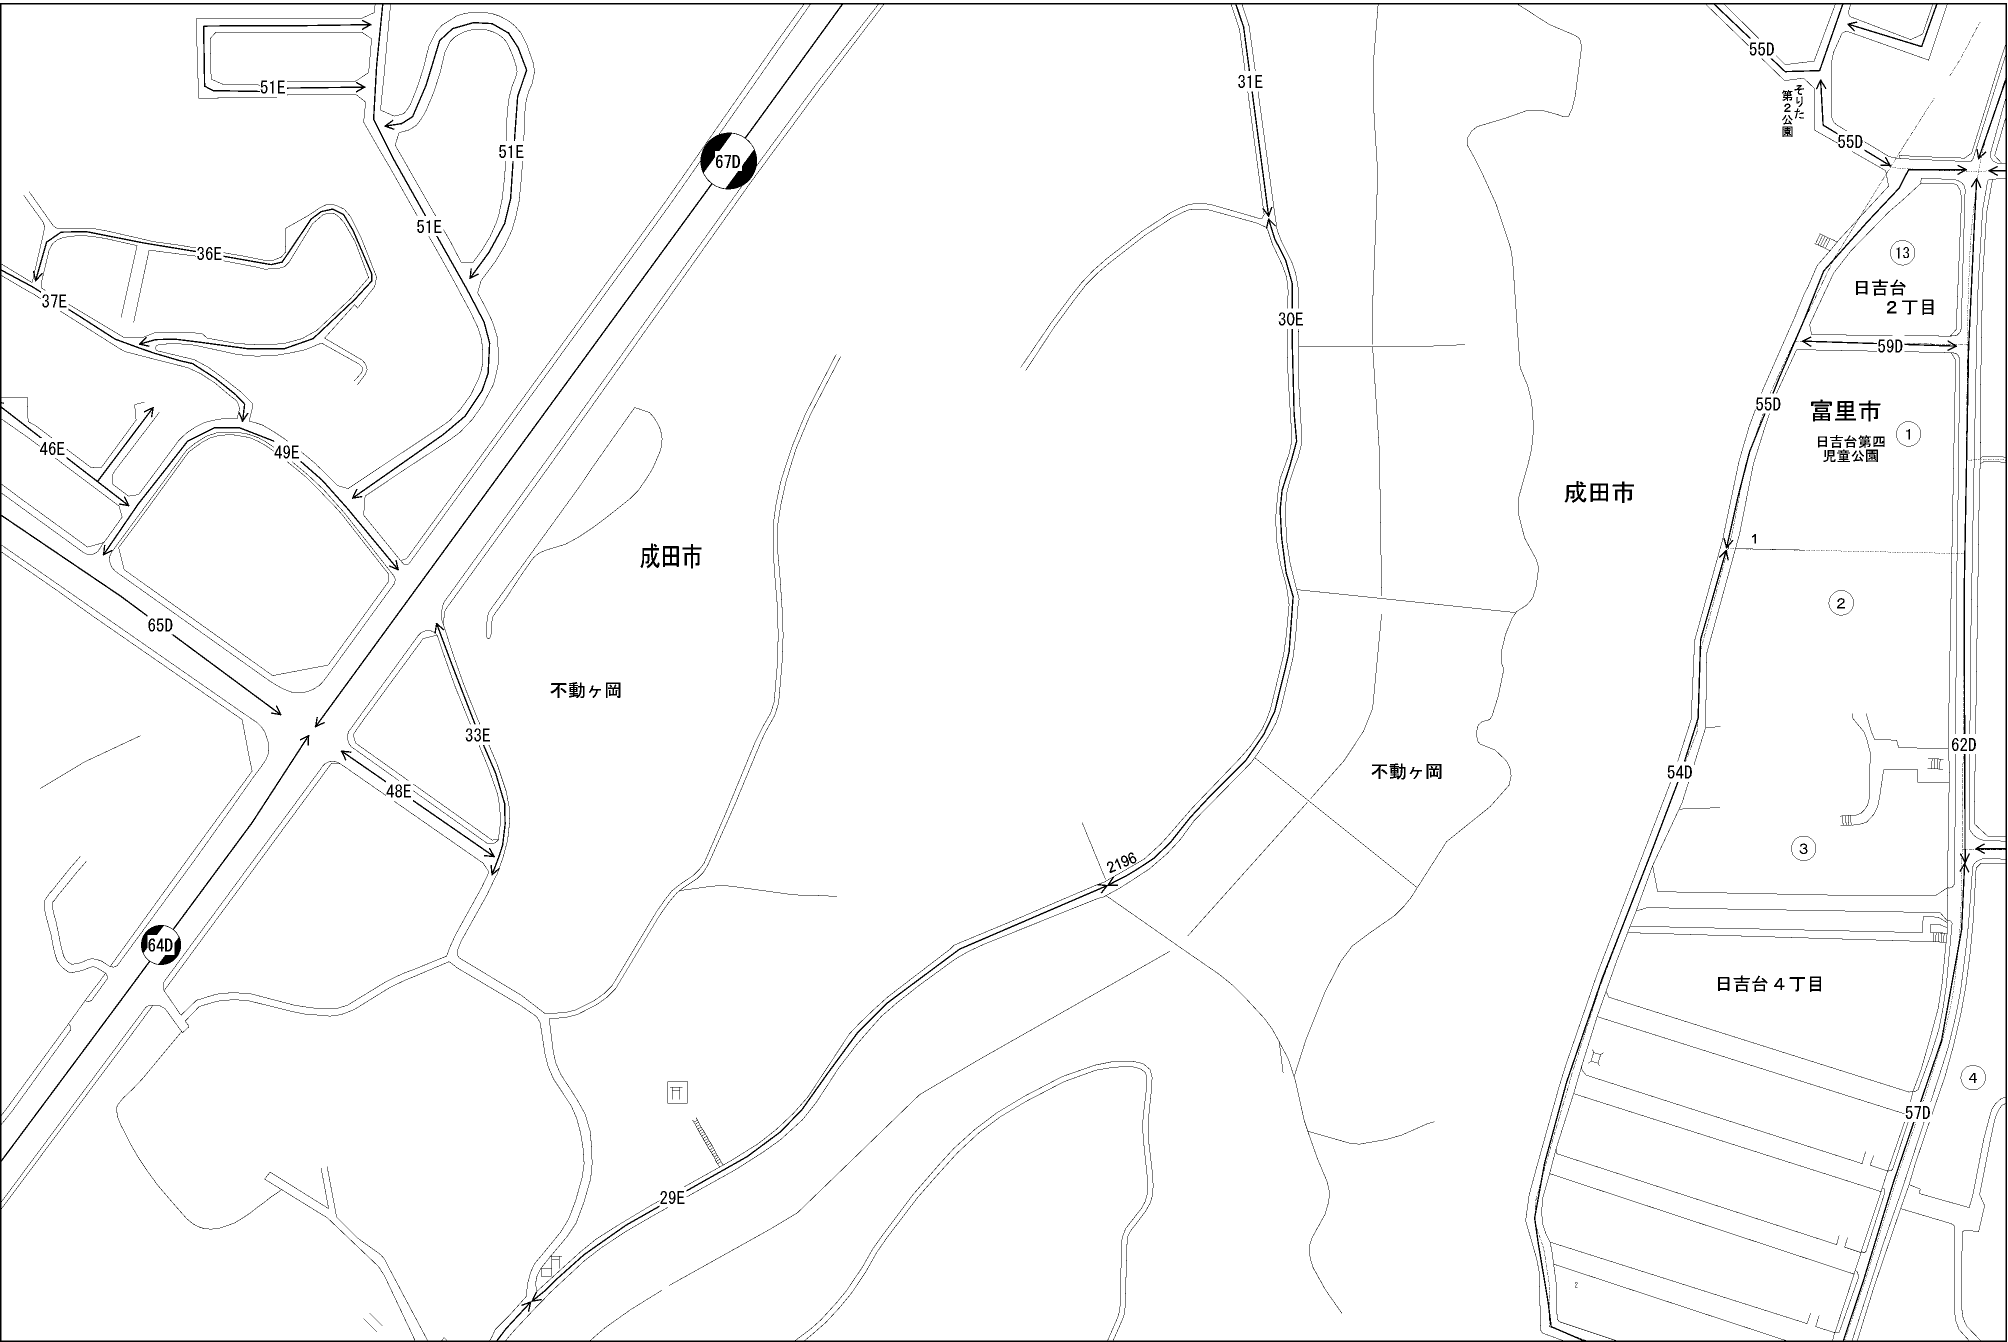 55D
31E
51E
そりた
第2公園
51E
55D
67D
51E
36E
13
日吉台
2丁目
37E
30E
59D
55D
富里市
1
日吉台第四
児童公園
46E
49E
成田市
1
成田市
2
65D
不動ヶ岡
33E
62D
54D
不動ヶ岡
48E
3
2196
64D
日吉台4丁目
4
57D
29E